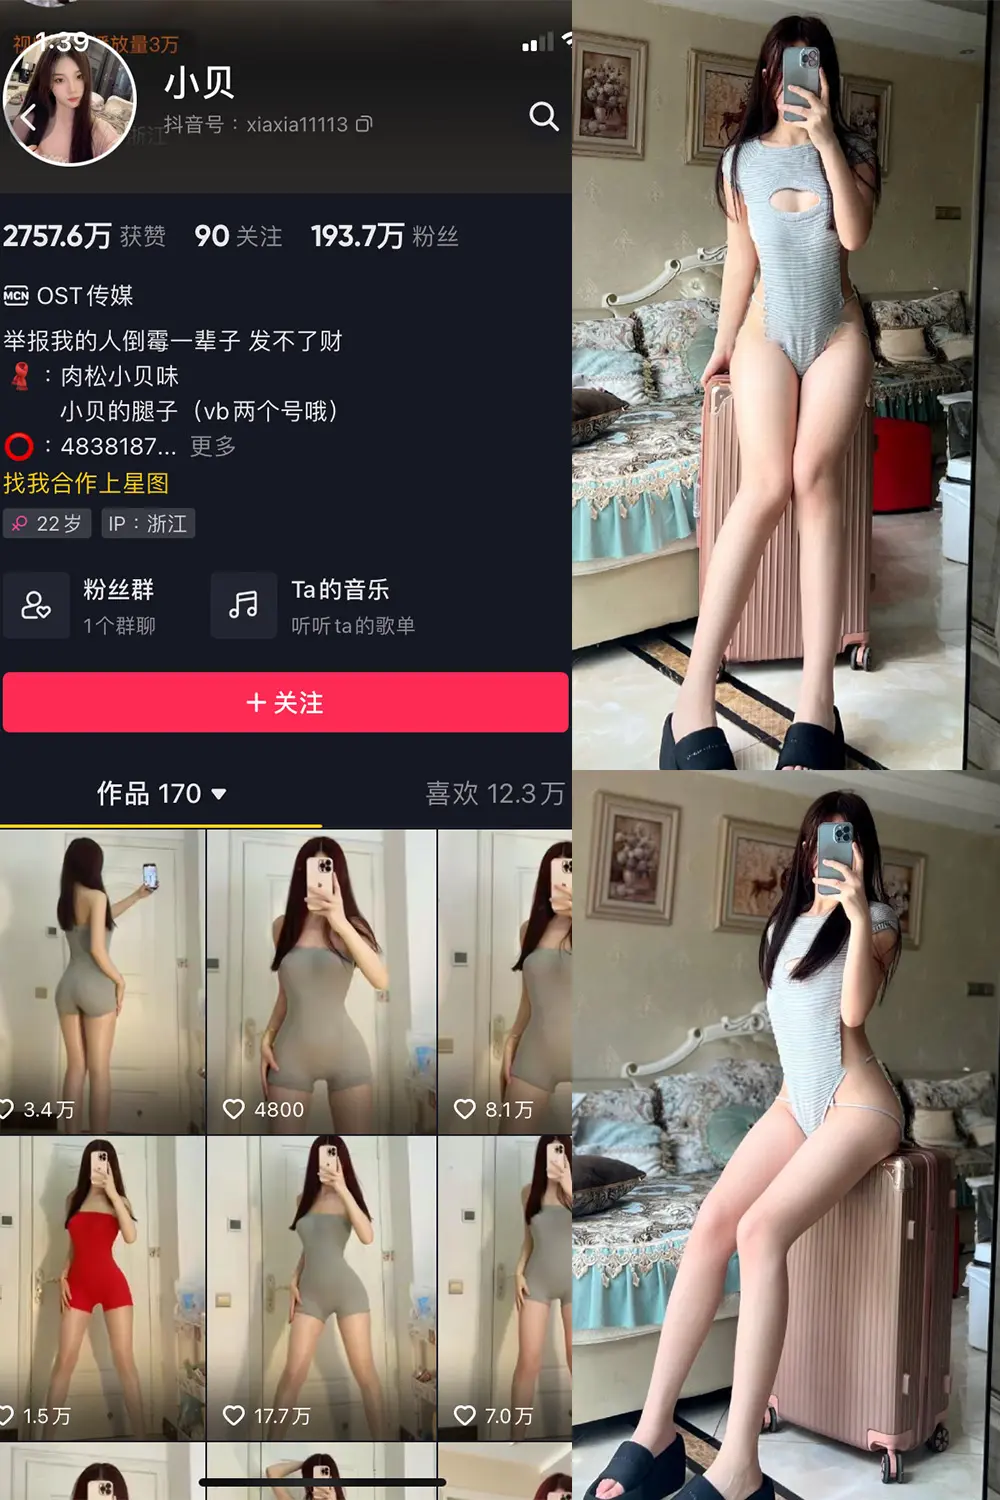 1:39
播放量3万
小贝
抖音号：xiaxia11113
浙江
2757.6万 获赞 90 关注 193.7万 粉丝
MCN OST传媒
举报我的人倒霉一辈子 发不了财
：肉松小贝味
小贝的腿子（vb两个号哦）
：4838187... 更多
找我合作上星图
22岁 IP：浙江
粉丝群
1个群聊
Ta的音乐
听听ta的歌单
+ 关注
作品 170 喜欢 12.3万
3.4万 4800 8.1万
1.5万 17.7万 7.0万